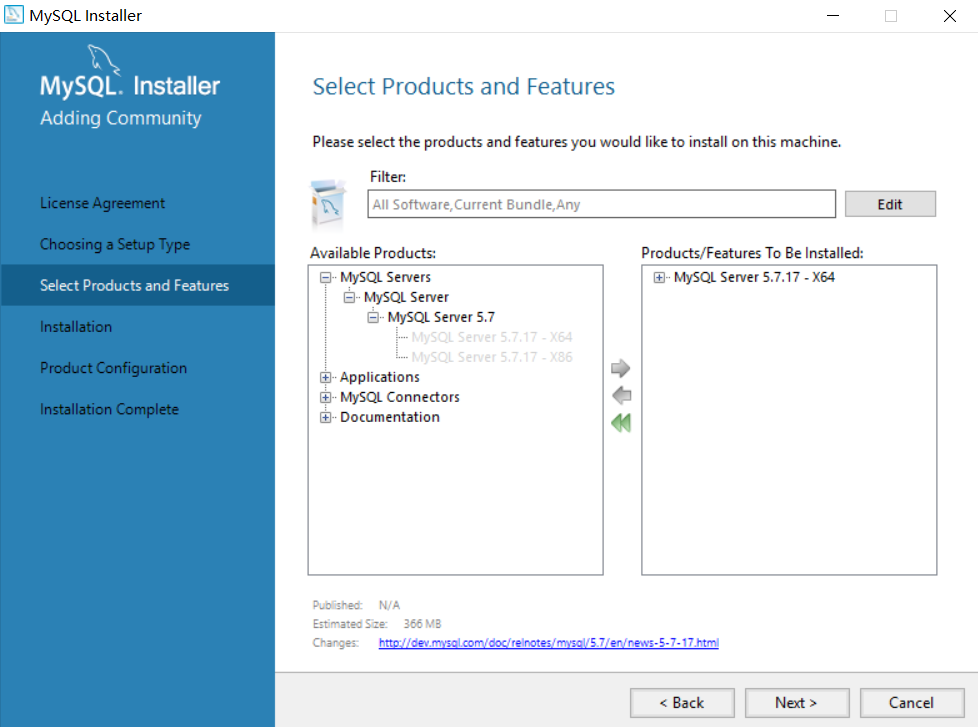 MySQL Installer
MySQL. Installer
Adding Community
License Agreement
Choosing a Setup Type
Select Products and Features
Installation
Product Configuration
Installation Complete
Select Products and Features
Please select the products and features you would like to install on this machine.
Filter:
All Software,Current Bundle,Any
Edit
Available Products:
MySQL Servers
MySQL Server
MySQL Server 5.7
MySQL Server 5.7.17 - X64
MySQL Server 5.7.17 - X86
Applications
MySQL Connectors
Documentation
Products/Features To Be Installed:
MySQL Server 5.7.17 - X64
Published: N/A
Estimated Size: 366 MB
Changes: http://dev.mysql.com/doc/relnotes/mysql/5.7/en/news-5-7-17.html
< Back
Next >
Cancel